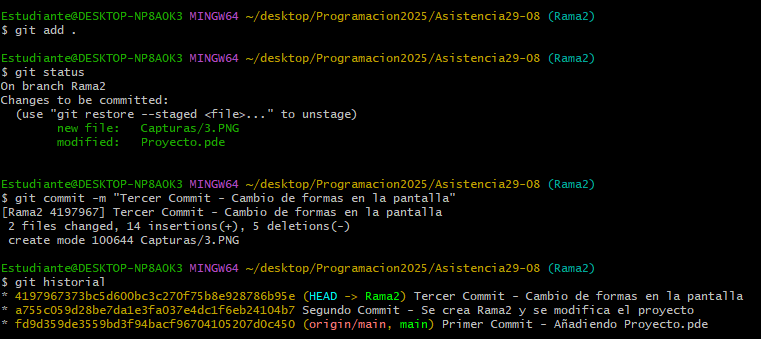 Estudiante@DESKTOP-NP8AOK3 MINGW64 ~/desktop/Programacion2025/Asistencia29-08 (Rama2)
$ git add .
Estudiante@DESKTOP-NP8AOK3 MINGW64 ~/desktop/Programacion2025/Asistencia29-08 (Rama2)
$ git status
On branch Rama2
Changes to be committed:
  (use "git restore --staged <file>..." to unstage)
        new file:   Capturas/3.PNG
        modified:   Proyecto.pde
Estudiante@DESKTOP-NP8AOK3 MINGW64 ~/desktop/Programacion2025/Asistencia29-08 (Rama2)
$ git commit -m "Tercer Commit - Cambio de formas en la pantalla"
[Rama2 4197967] Tercer Commit - Cambio de formas en la pantalla
 2 files changed, 14 insertions(+), 5 deletions(-)
 create mode 100644 Capturas/3.PNG
Estudiante@DESKTOP-NP8AOK3 MINGW64 ~/desktop/Programacion2025/Asistencia29-08 (Rama2)
$ git historial
* 4197967373bc5d600bc3c270f75b8e928786b95e (HEAD -> Rama2) Tercer Commit - Cambio de formas en la pantalla
* a755c059d28be7da1e3fa037e4dc1f6eb24104b7 Segundo Commit - Se crea Rama2 y se modifica el proyecto
* fd9d359de3559bd3f94bacf96704105207d0c450 (origin/main, main) Primer Commit - Añadiendo Proyecto.pde